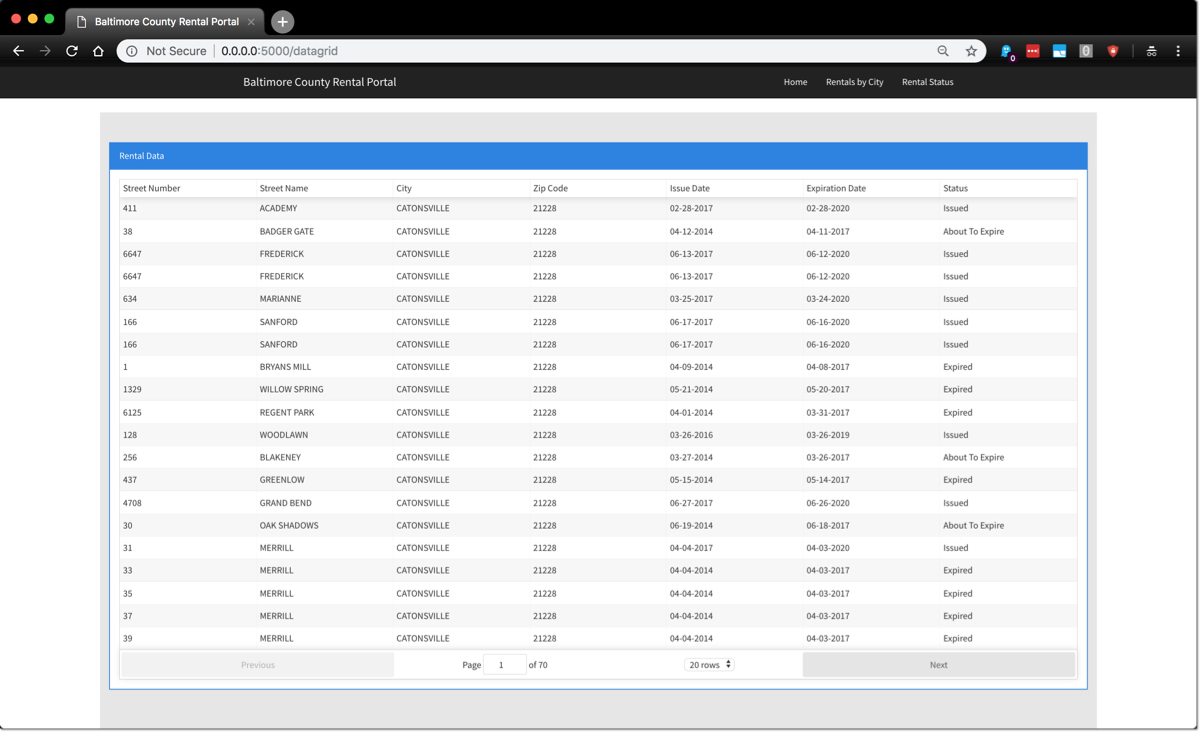 Baltimore County Rental Portal
Not Secure 0.0.0.0:5000/datagrid
0
Baltimore County Rental Portal Home Rentals by City Rental Status
Rental Data
Street Number Street Name City Zip Code Issue Date Expiration Date Status
411 ACADEMY CATONSVILLE 21228 02-28-2017 02-28-2020 Issued
38 BADGER GATE CATONSVILLE 21228 04-12-2014 04-11-2017 About To Expire
6647 FREDERICK CATONSVILLE 21228 06-13-2017 06-12-2020 Issued
6647 FREDERICK CATONSVILLE 21228 06-13-2017 06-12-2020 Issued
634 MARIANNE CATONSVILLE 21228 03-25-2017 03-24-2020 Issued
166 SANFORD CATONSVILLE 21228 06-17-2017 06-16-2020 Issued
166 SANFORD CATONSVILLE 21228 06-17-2017 06-16-2020 Issued
1 BRYANS MILL CATONSVILLE 21228 04-09-2014 04-08-2017 Expired
1329 WILLOW SPRING CATONSVILLE 21228 05-21-2014 05-20-2017 Expired
6125 REGENT PARK CATONSVILLE 21228 04-01-2014 03-31-2017 Expired
128 WOODLAWN CATONSVILLE 21228 03-26-2016 03-26-2019 Issued
256 BLAKENEY CATONSVILLE 21228 03-27-2014 03-26-2017 About To Expire
437 GREENLOW CATONSVILLE 21228 05-15-2014 05-14-2017 Expired
4708 GRAND BEND CATONSVILLE 21228 06-27-2017 06-26-2020 Issued
30 OAK SHADOWS CATONSVILLE 21228 06-19-2014 06-18-2017 About To Expire
31 MERRILL CATONSVILLE 21228 04-04-2017 04-03-2020 Issued
33 MERRILL CATONSVILLE 21228 04-04-2014 04-03-2017 Expired
35 MERRILL CATONSVILLE 21228 04-04-2014 04-03-2017 Expired
37 MERRILL CATONSVILLE 21228 04-04-2014 04-03-2017 Expired
39 MERRILL CATONSVILLE 21228 04-04-2014 04-03-2017 Expired
Previous Page 1 of 70 20 rows Next